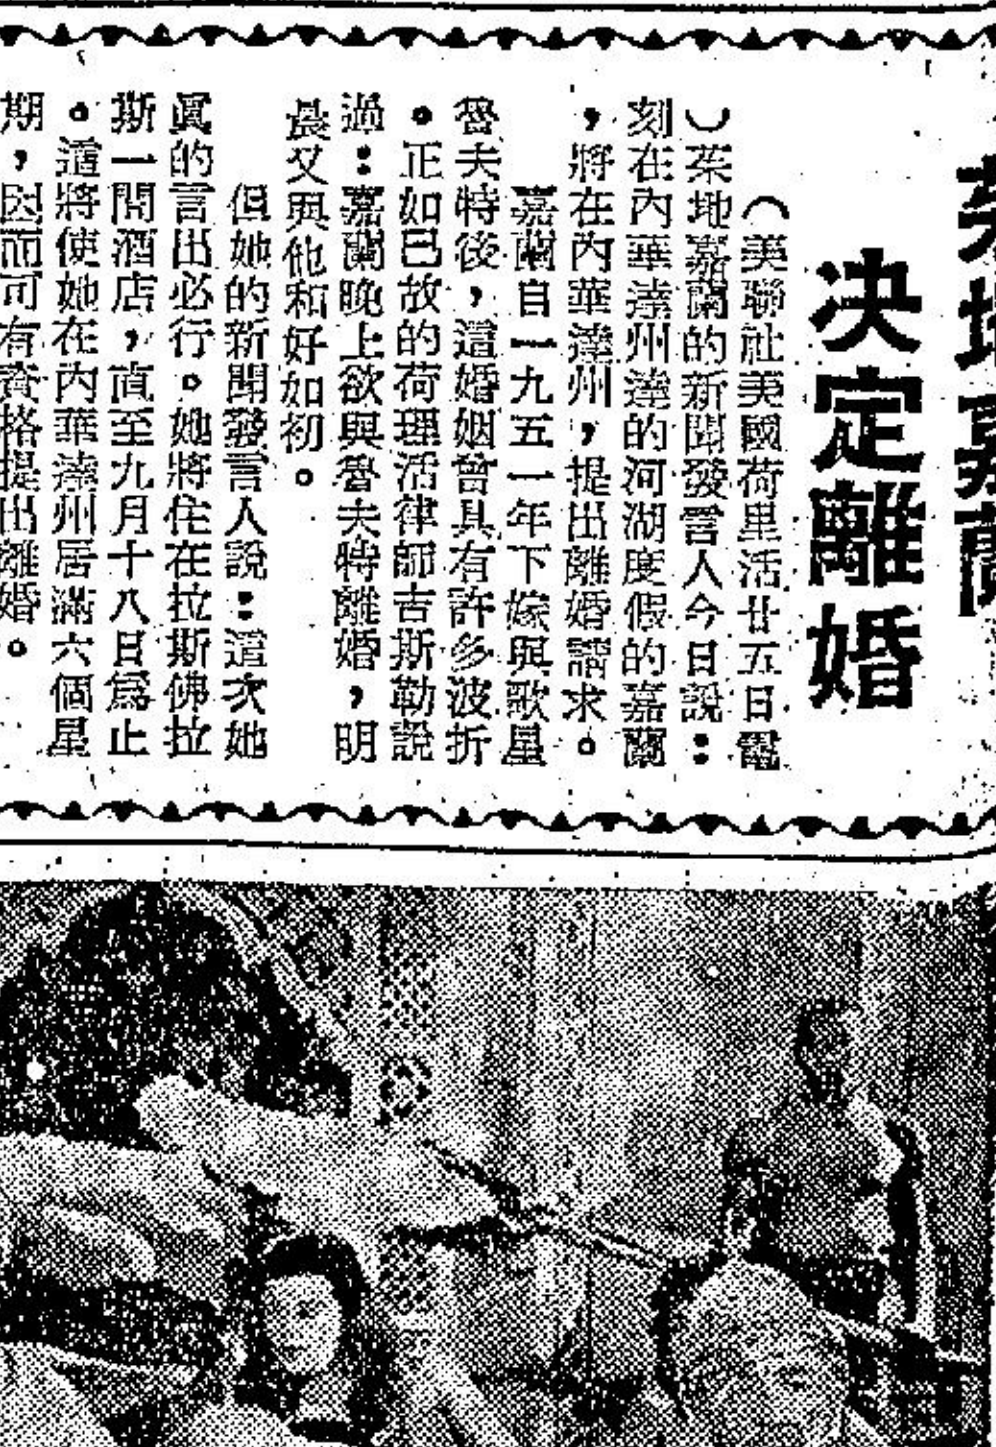 茱地嘉蘭
決定離婚
（美聯社美國荷里活廿五日電
）茱地嘉蘭的新聞發言人今日說：
刻在內華達州達的河湖度假的嘉蘭
，將在內華達州，提出離婚請求。
嘉蘭自一九五一年下嫁與歌星
魯夫特後，這婚姻曾具有許多波折
。正如已故的荷理活律師吉斯勒說
過：嘉蘭晚上欲與魯夫特離婚，明
晨又與他和好如初。
但她的新聞發言人說：這次她
眞的言出必行。她將住在拉斯佛拉
斯一間酒店，直至九月十八日爲止
。這將使她在內華達州居滿六個星
期，因而可有資格提出離婚。